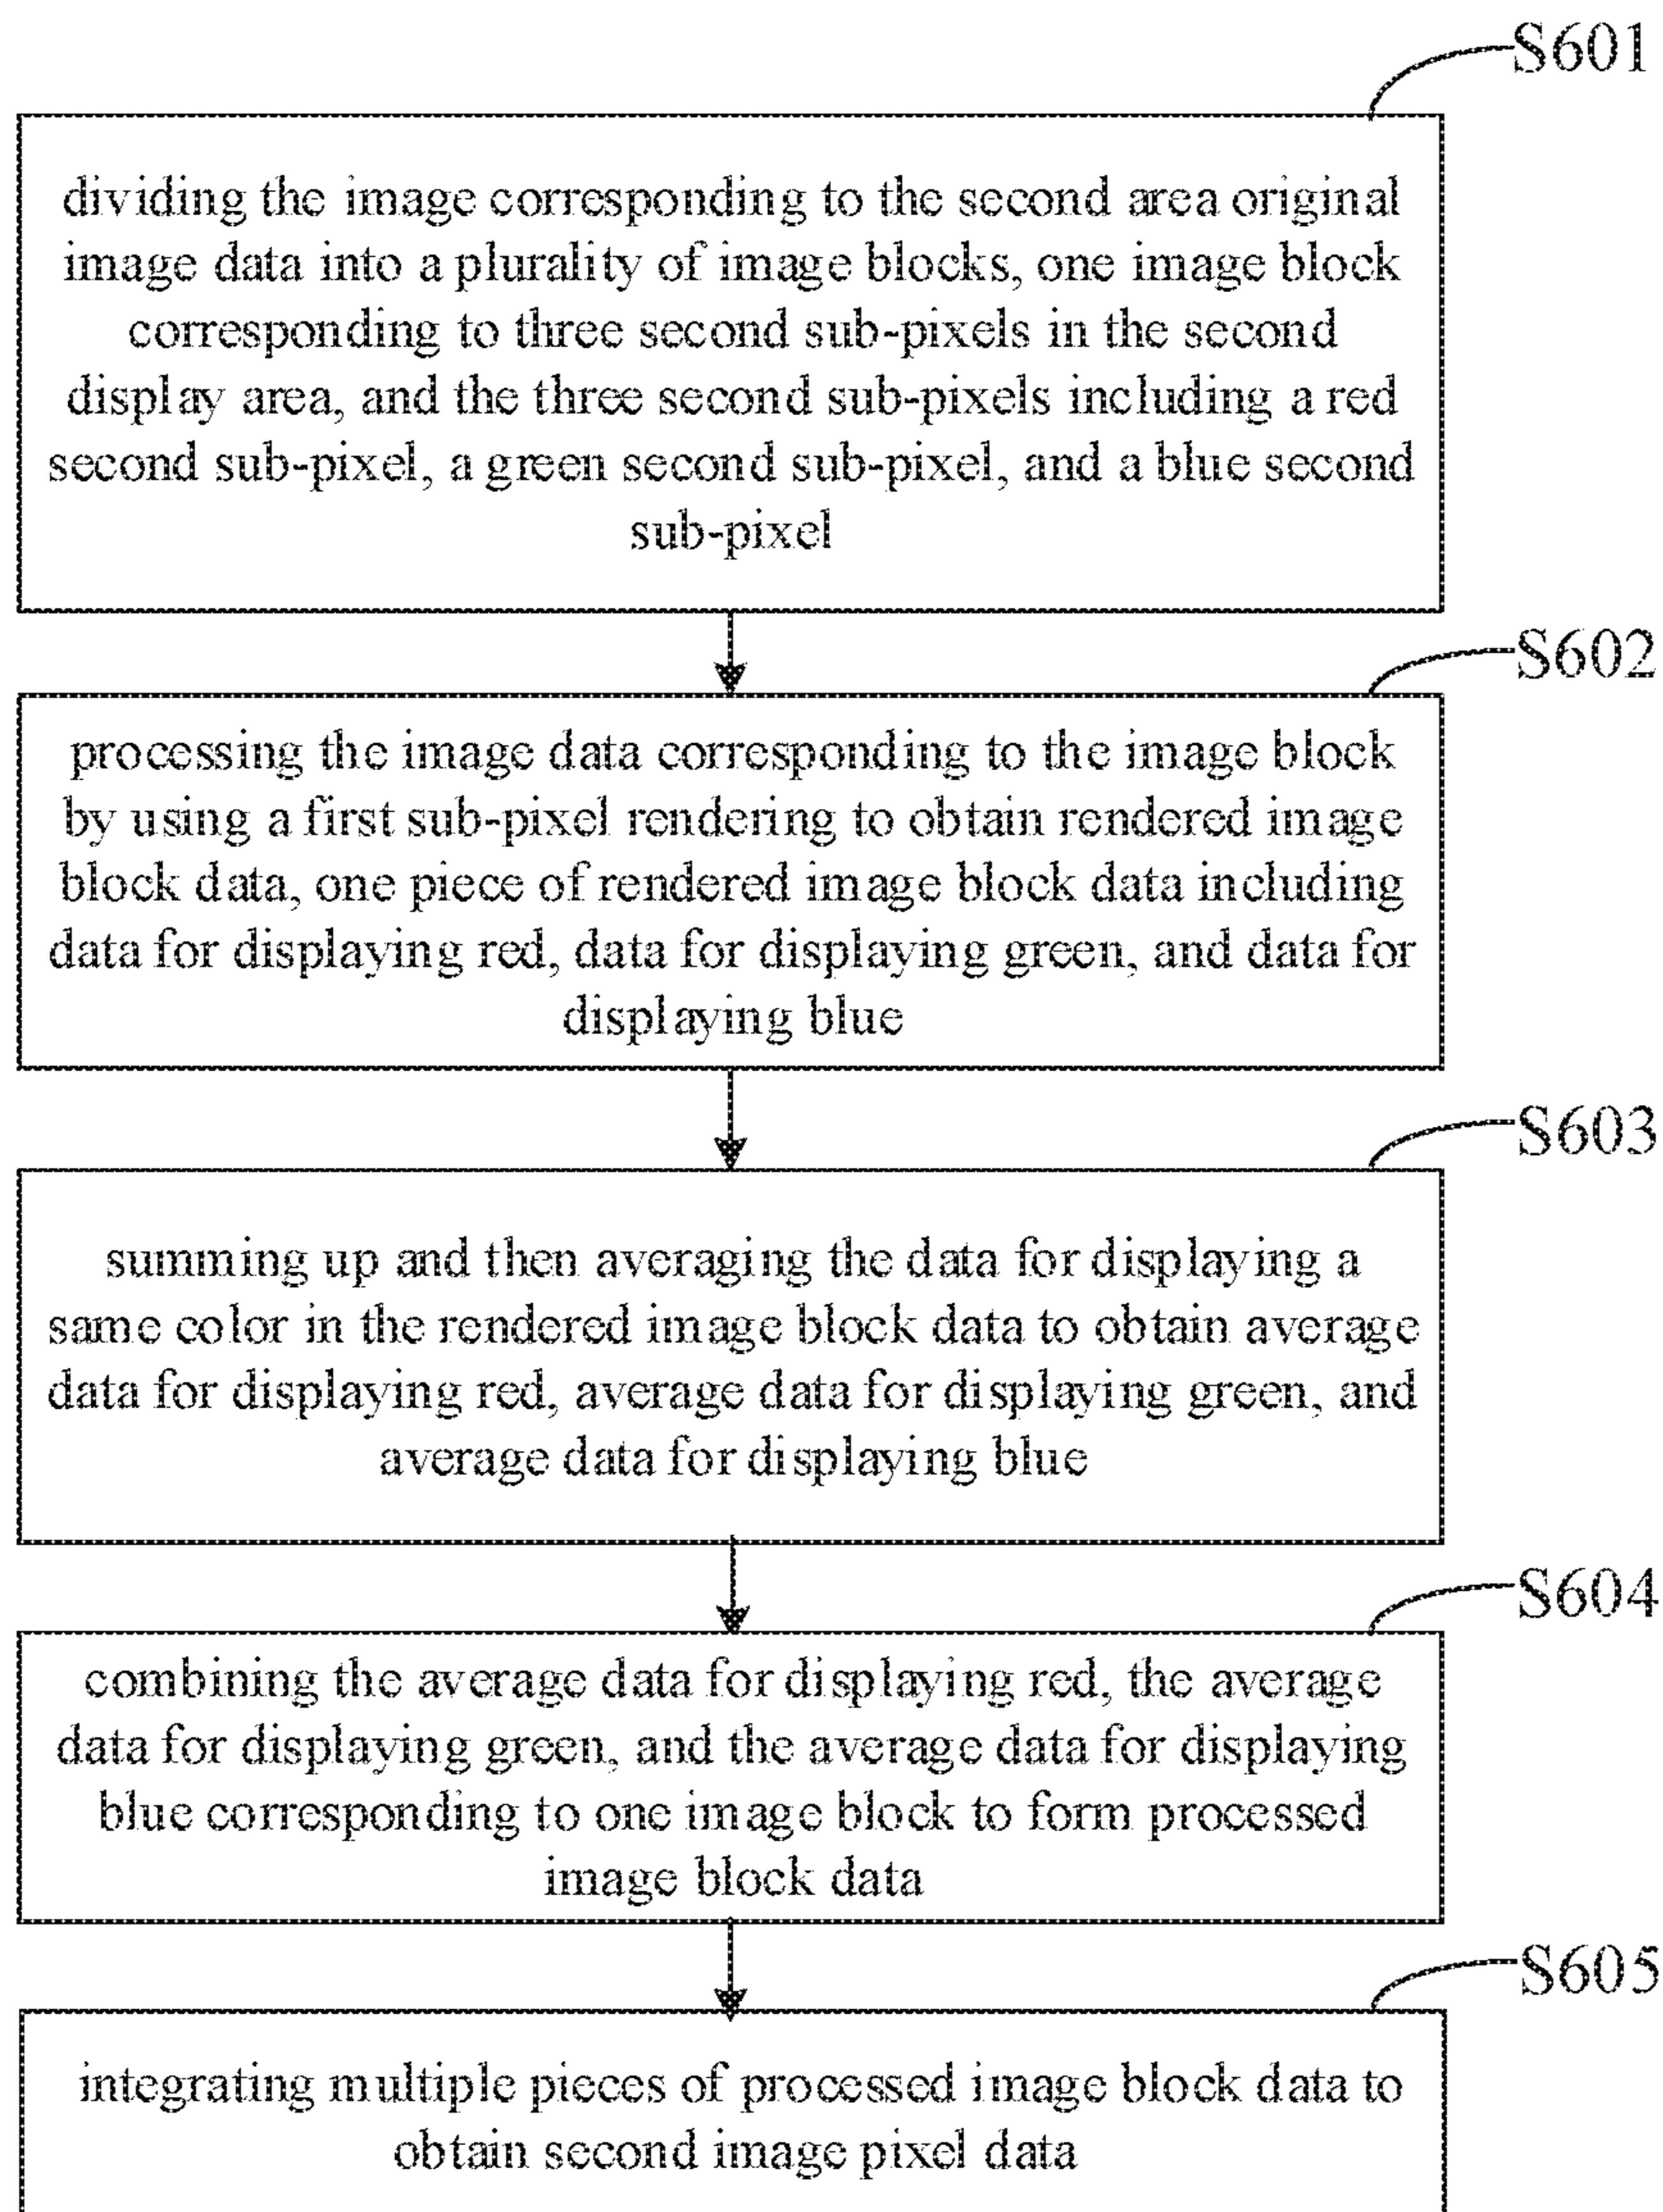 S601
dividing the image corresponding to the second area original
image data into a plurality of image blocks, one image block
corresponding to three second sub-pixels in the second
display area, and the three second sub-pixels including a red
second sub-pixel, a green second sub-pixel, and a blue second
sub-pixel
S602
processing the image data corresponding to the image block
by using a first sub-pixel rendering to obtain rendered image
block data, one piece of rendered image block data including
data for displaying red, data for displaying green, and data for
displaying blue
S603
summing up and then averaging the data for displaying a
same color in the rendered image block data to obtain average
data for displaying red, average data for displaying green, and
average data for displaying blue
S604
combining the average data for displaying red, the average
data for displaying green, and the average data for displaying
blue corresponding to one image block to form processed
image block data
S605
integrating multiple pieces of processed image block data to
obtain second image pixel data